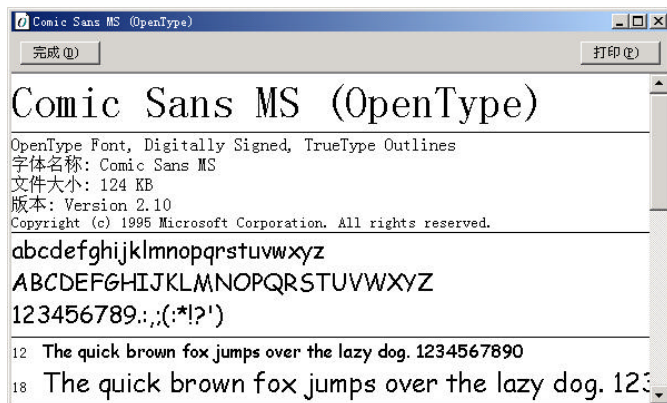 Comic Sans MS (OpenType)
完成(D)
打印(P)
Comic Sans MS (OpenType)
OpenType Font, Digitally Signed, TrueType Outlines
字体名称: Comic Sans MS
文件大小: 124 KB
版本: Version 2.10
Copyright (c) 1995 Microsoft Corporation. All rights reserved.
abcdefghijklmnopqrstuvwxyz
ABCDEFGHIJKLMNOPQRSTUVWXYZ
123456789.:,;(:*!?')
12 The quick brown fox jumps over the lazy dog. 1234567890
18 The quick brown fox jumps over the lazy dog. 123